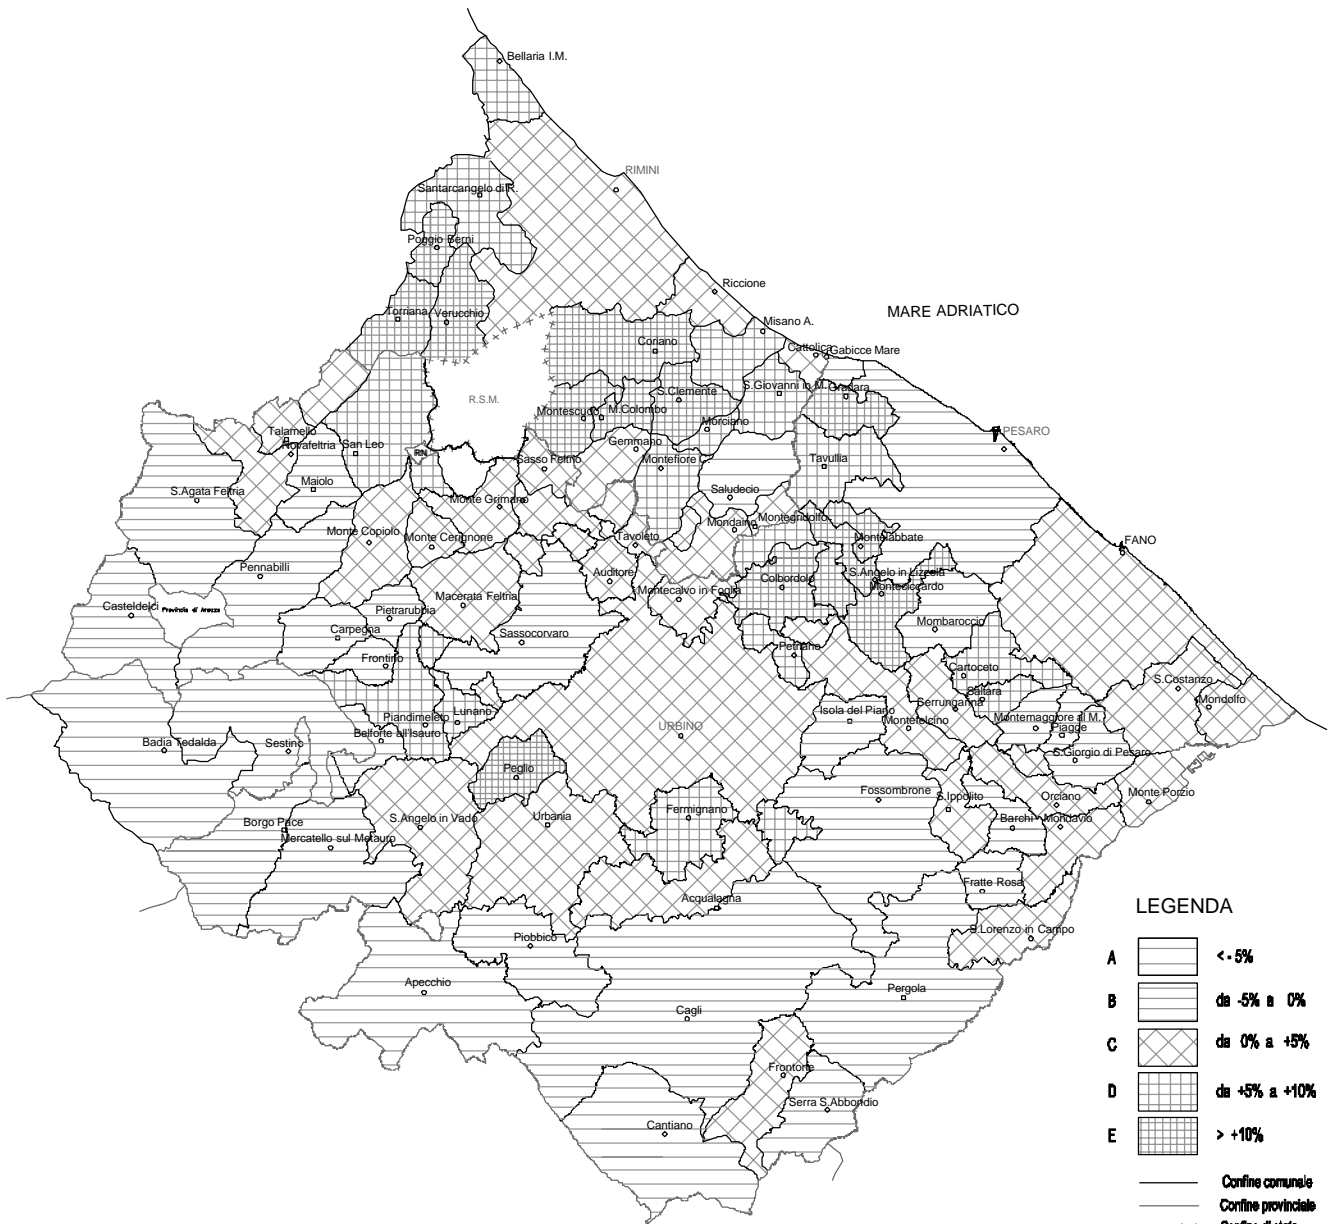 Bellaria I.M.
RIMINI
Santarcangelo di R.
Poggio Berni
Riccione
Torriana
Verucchio
MARE ADRIATICO
Misano A.
Coriano
Cattolica
Gabicce Mare
R.S.M.
S.Clemente
S.Giovanni in M.
Gradara
Montescudo
M.Colombo
Morciano
Talamello
Novafeltria
San Leo
RN
Gemmano
PESARO
Sasso Feltrio
Montefiore
Tavullia
Maiolo
S.Agata Feltria
Monte Grimano
Saludecio
Monte Copiolo
Monte Cerignone
Mondaino
Montegridolfo
Tavoleto
Montelabbate
FANO
Pennabilli
Auditore
Colbordolo
S.Angelo in Lizzola
Monteciccardo
Casteldelci
Provincia di Arezzo
Macerata Feltria
Montecalvo in Foglia
Pietrarubbia
Carpegna
Sassocorvaro
Mombaroccio
Frontino
Petriano
Cartoceto
S.Costanzo
Saltara
Serrungarina
Mondolfo
Piandimeleto
Lunano
Isola del Piano
Montefelcino
Montemaggiore al M.
Piagge
Belforte all'Isauro
URBINO
Badia Tedalda
Sestino
S.Giorgio di Pesaro
Peglio
Fossombrone
S.Ippolito
Orciano
Monte Porzio
Borgo Pace
Mercatello sul Metauro
S.Angelo in Vado
Urbania
Fermignano
Barchi
Mondavio
Fratte Rosa
Acqualagna
S.Lorenzo in Campo
Piobbico
Apecchio
Pergola
Cagli
Frontone
Serra S.Abbondio
Cantiano
LEGENDA
A < - 5%
B da -5% a 0%
C da 0% a +5%
D da +5% a +10%
E > +10%
Confine comunale
Confine provinciale